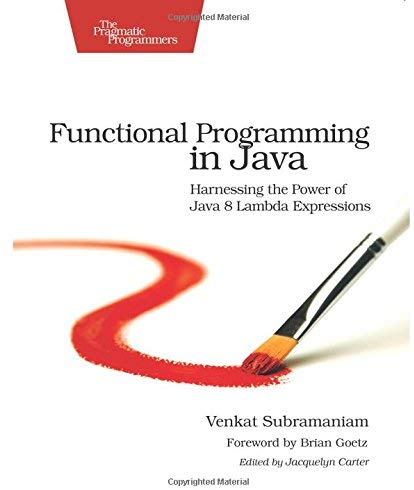 Copyrighted Material
The
Pragmatic
Programmers
Functional Programming
in Java
Harnessing the Power of
Java 8 Lambda Expressions
Venkat Subramaniam
Foreword by Brian Goetz
Edited by Jacquelyn Carter
Copyrighted Material